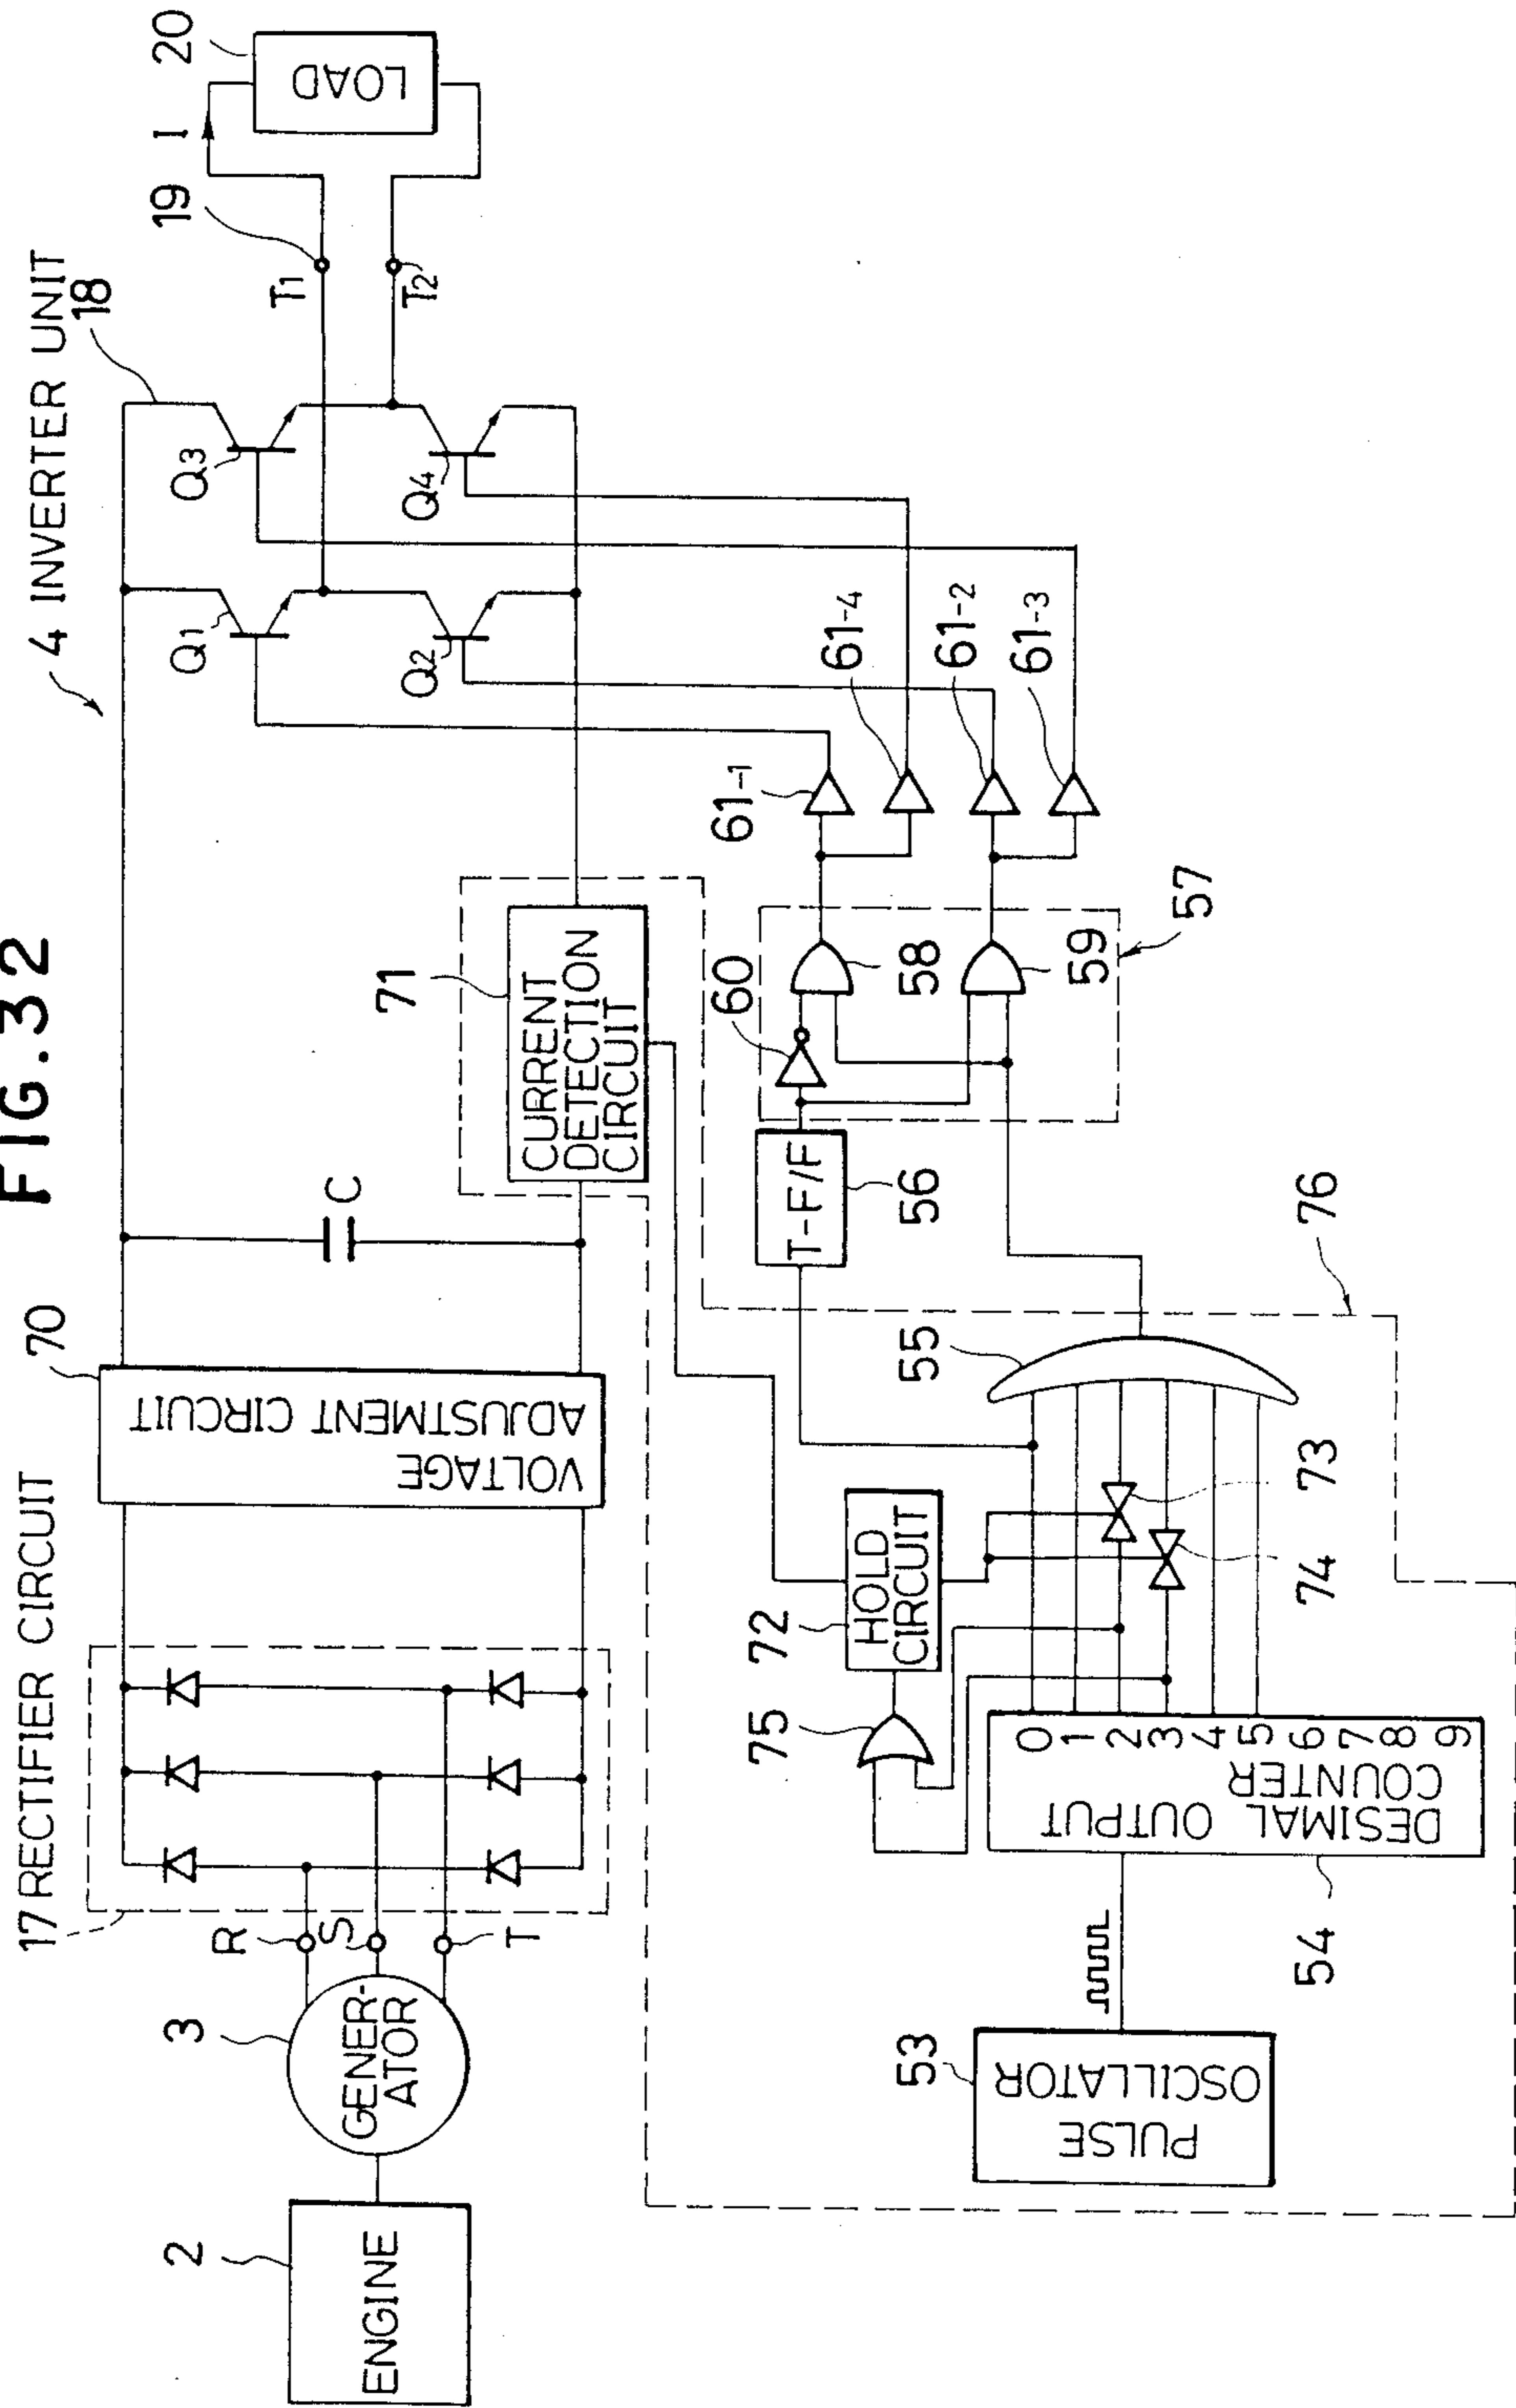 FIG.32
4 INVERTER UNIT
18
17 RECTIFIER CIRCUIT
70
VOLTAGE
ADJUSTMENT CIRCUIT
C
2
ENGINE
3
GENER-
ATOR
R
S
T
Q1
Q2
Q3
Q4
T1
T2
19
I
20
LOAD
71
CURRENT
DETECTION
CIRCUIT
61-1
61-4
61-2
61-3
60
58
59
57
T-F/F
56
76
55
72
HOLD
CIRCUIT
73
74
75
53
PULSE
OSCILLATOR
54
DESIMAL OUTPUT
COUNTER
0
1
2
3
4
5
6
7
8
9